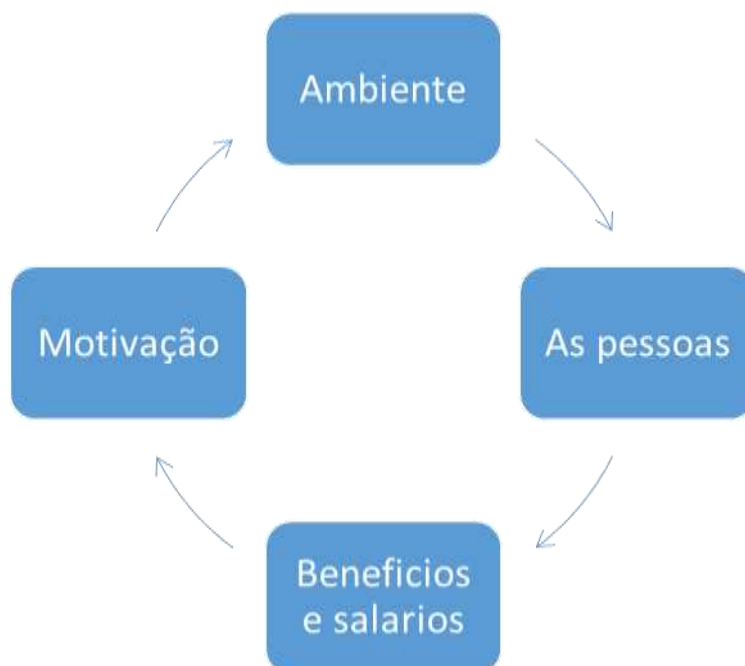 Ambiente
Motivação
As pessoas
Beneficios
e salarios